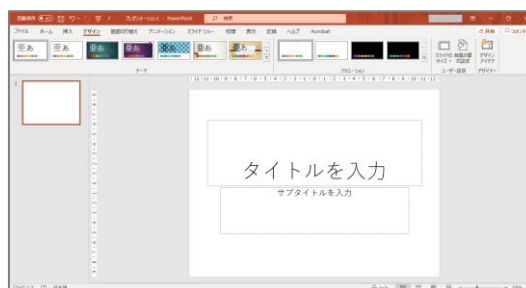 自動保存 プレゼンテーション1 - PowerPoint 検索
ファイル ホーム 挿入 デザイン 画面切り替え アニメーション スライド ショー 校閲 表示 記録 ヘルプ Acrobat 共有 コメント
亜あ 亜あ 亜あ 亜あ 亜あ 亜あ
スライドの サイズ 背景の書式設定 デザイン アイデア
テーマ バリエーション ユーザー設定 デザイナー
1
タイトルを入力
サブタイトルを入力